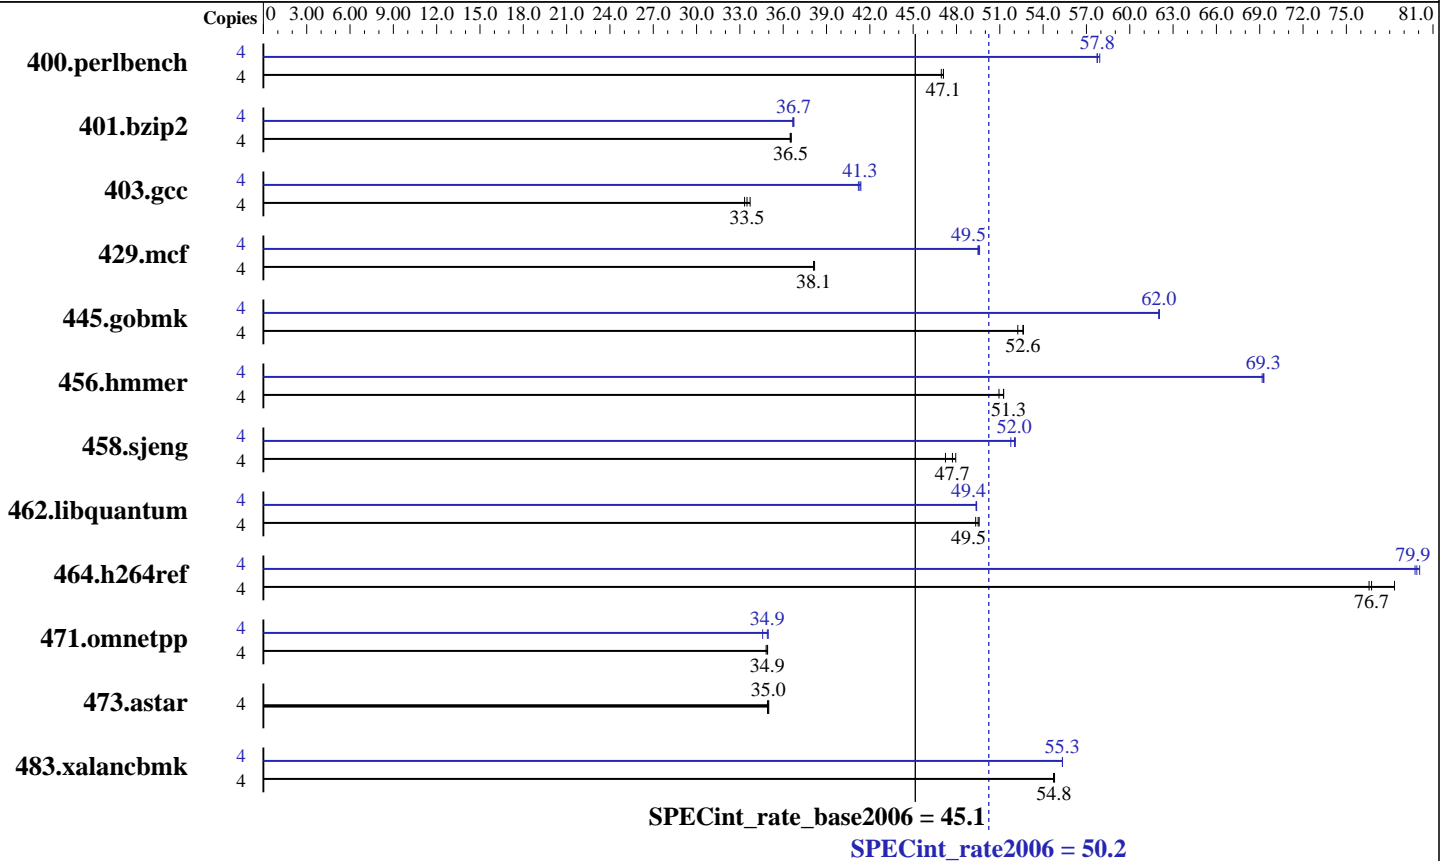 Copies 0 3.00 6.00 9.00 12.0 15.0 18.0 21.0 24.0 27.0 30.0 33.0 36.0 39.0 42.0 45.0 48.0 51.0 54.0 57.0 60.0 63.0 66.0 69.0 72.0 75.0 81.0
400.perlbench 4 57.8
4 47.1
401.bzip2 4 36.7
4 36.5
403.gcc 4 41.3
4 33.5
429.mcf 4 49.5
4 38.1
445.gobmk 4 62.0
4 52.6
456.hmmer 4 69.3
4 51.3
458.sjeng 4 52.0
4 47.7
462.libquantum 4 49.4
4 49.5
464.h264ref 4 79.9
4 76.7
471.omnetpp 4 34.9
4 34.9
473.astar 4 35.0
483.xalancbmk 4 55.3
4 54.8
SPECint_rate_base2006 = 45.1
SPECint_rate2006 = 50.2